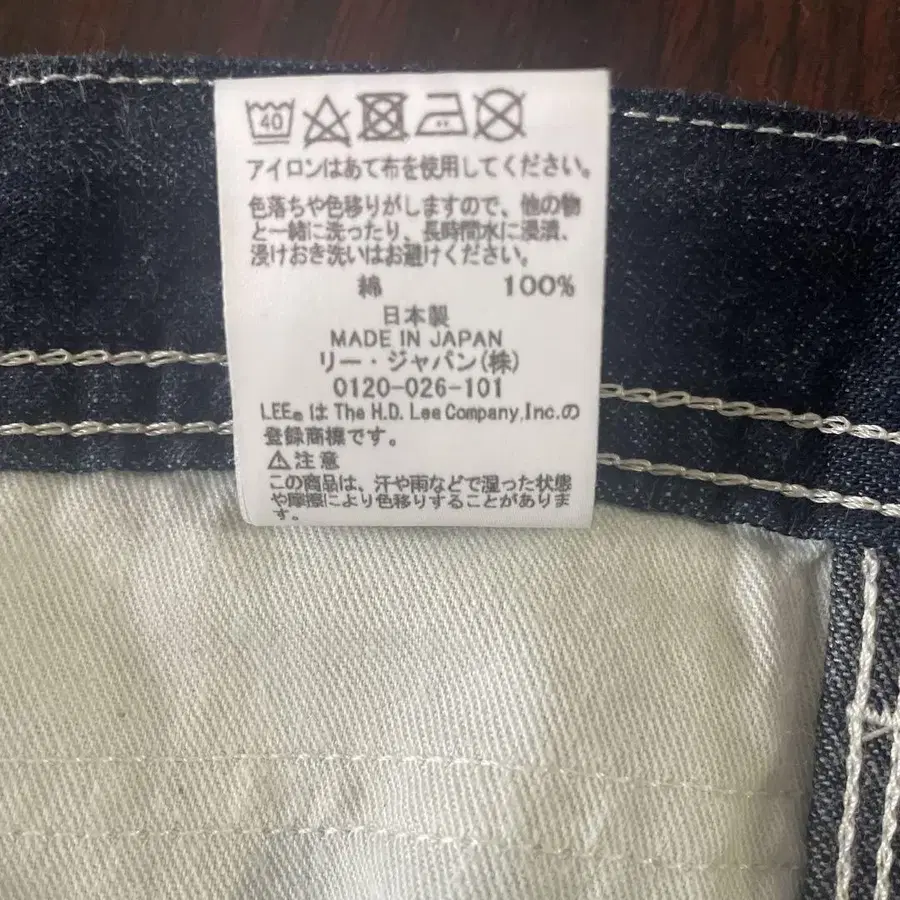 40
アイロンはあて布を使用してください。
色落ちや色移りがしますので、他の物
と一緒に洗ったり、長時間水に浸漬、
浸けおき洗いはお避けください。
綿 100%
日本製
MADE IN JAPAN
リー・ジャパン(株)
0120-026-101
LEE® は The H.D. Lee Company,Inc.の
登録商標です。
⚠注意
この商品は、汗や雨などで湿った状態
や摩擦により色移りすることがありま
す。